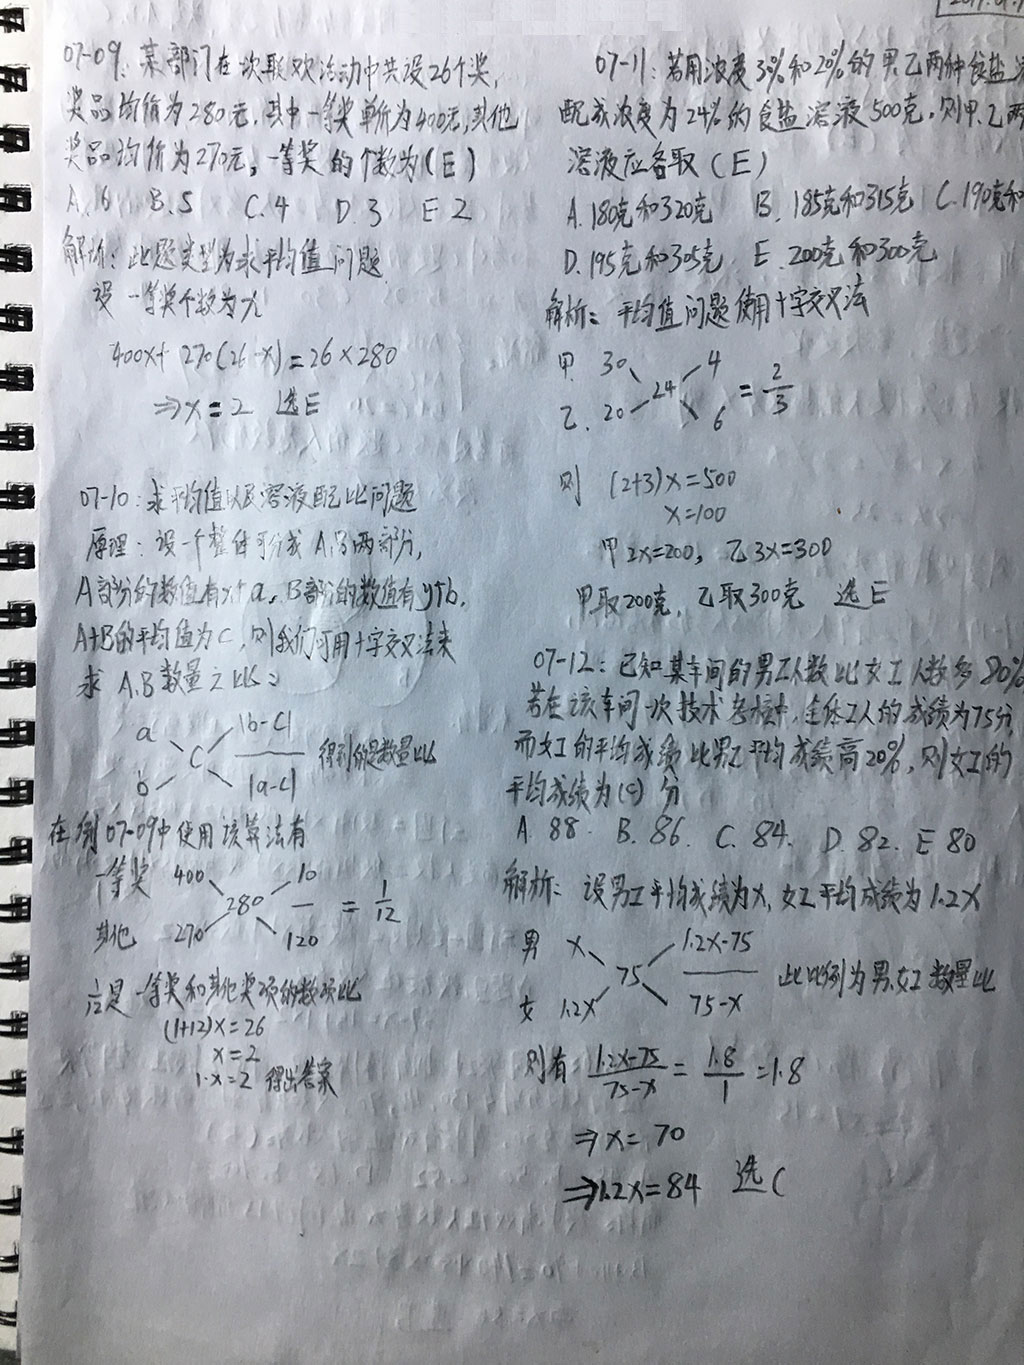 07-09: 某部门在一次联欢活动中共设26个奖,
奖品均价为280元,其中一等奖单价为400元,其他
奖品均价为270元,一等奖的个数为(E)
A.6 B.5 C.4 D.3 E 2
解析: 此题类型为求平均值问题
设一等奖个数为x
400x+270(26-x)=26×280
⇒x=2 选E
07-10: 求平均值以及溶液配比问题
原理: 设一个整体可分成A、B两部分,
A部分的数值有y+a, B部分的数值有y+b,
A+B的平均值为C,则我们可用十字交叉法来
求A、B数量之比:
a |b-c|
C 得到的是数量比
b |a-c|
在例07-09中使用该算法有
一等奖 400 10
280 — = 1/12
其他 270 120
这是一等奖和其他奖项的数项比
(1+12)x=26
x=2
1·x=2 得出答案
07-11: 若用浓度30%和20%的甲、乙两种食盐
配成浓度为24%的食盐溶液500克,则甲、乙两
溶液应各取(E)
A.180克和320克 B.185克和315克 C.190克和
D.195克和305克 E.200克和300克
解析: 平均值问题使用十字交叉法
甲. 30 4
24 = 2/3
乙. 20 6
则 (2+3)x=500
x=100
甲2x=200, 乙3x=300
甲取200克, 乙取300克 选E
07-12: 已知某车间的男工人数比女工人数多80%
若在该车间一次技术考核中,全体工人的成绩为75分,
而女工的平均成绩比男工平均成绩高20%,则女工的
平均成绩为(C)分
A. 88. B. 86. C. 84. D. 82. E 80
解析: 设男工平均成绩为x,女工平均成绩为1.2x
男 x 1.2x-75
75 此比例为男、女工数量比
女 1.2x 75-x
则有 (1.2x-75)/(75-x) = 1.8/1 =1.8
⇒x=70
⇒1.2x=84 选C